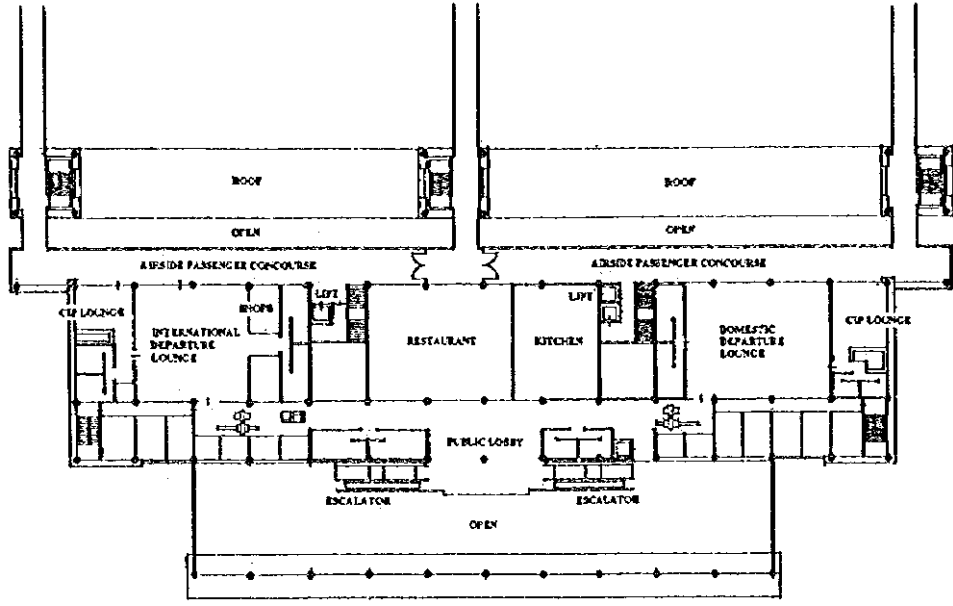 ROOF
ROOF
OPEN
OPEN
AIRSIDE PASSENGER CONCOURSE
AIRSIDE PASSENGER CONCOURSE
CIP LOUNGE
SHOPS
LIFT
LIFT
CIP LOUNGE
INTERNATIONAL
DEPARTURE
LOUNGE
RESTAURANT
KITCHEN
DOMESTIC
DEPARTURE
LOUNGE
PUBLIC LOBBY
ESCALATOR
ESCALATOR
OPEN